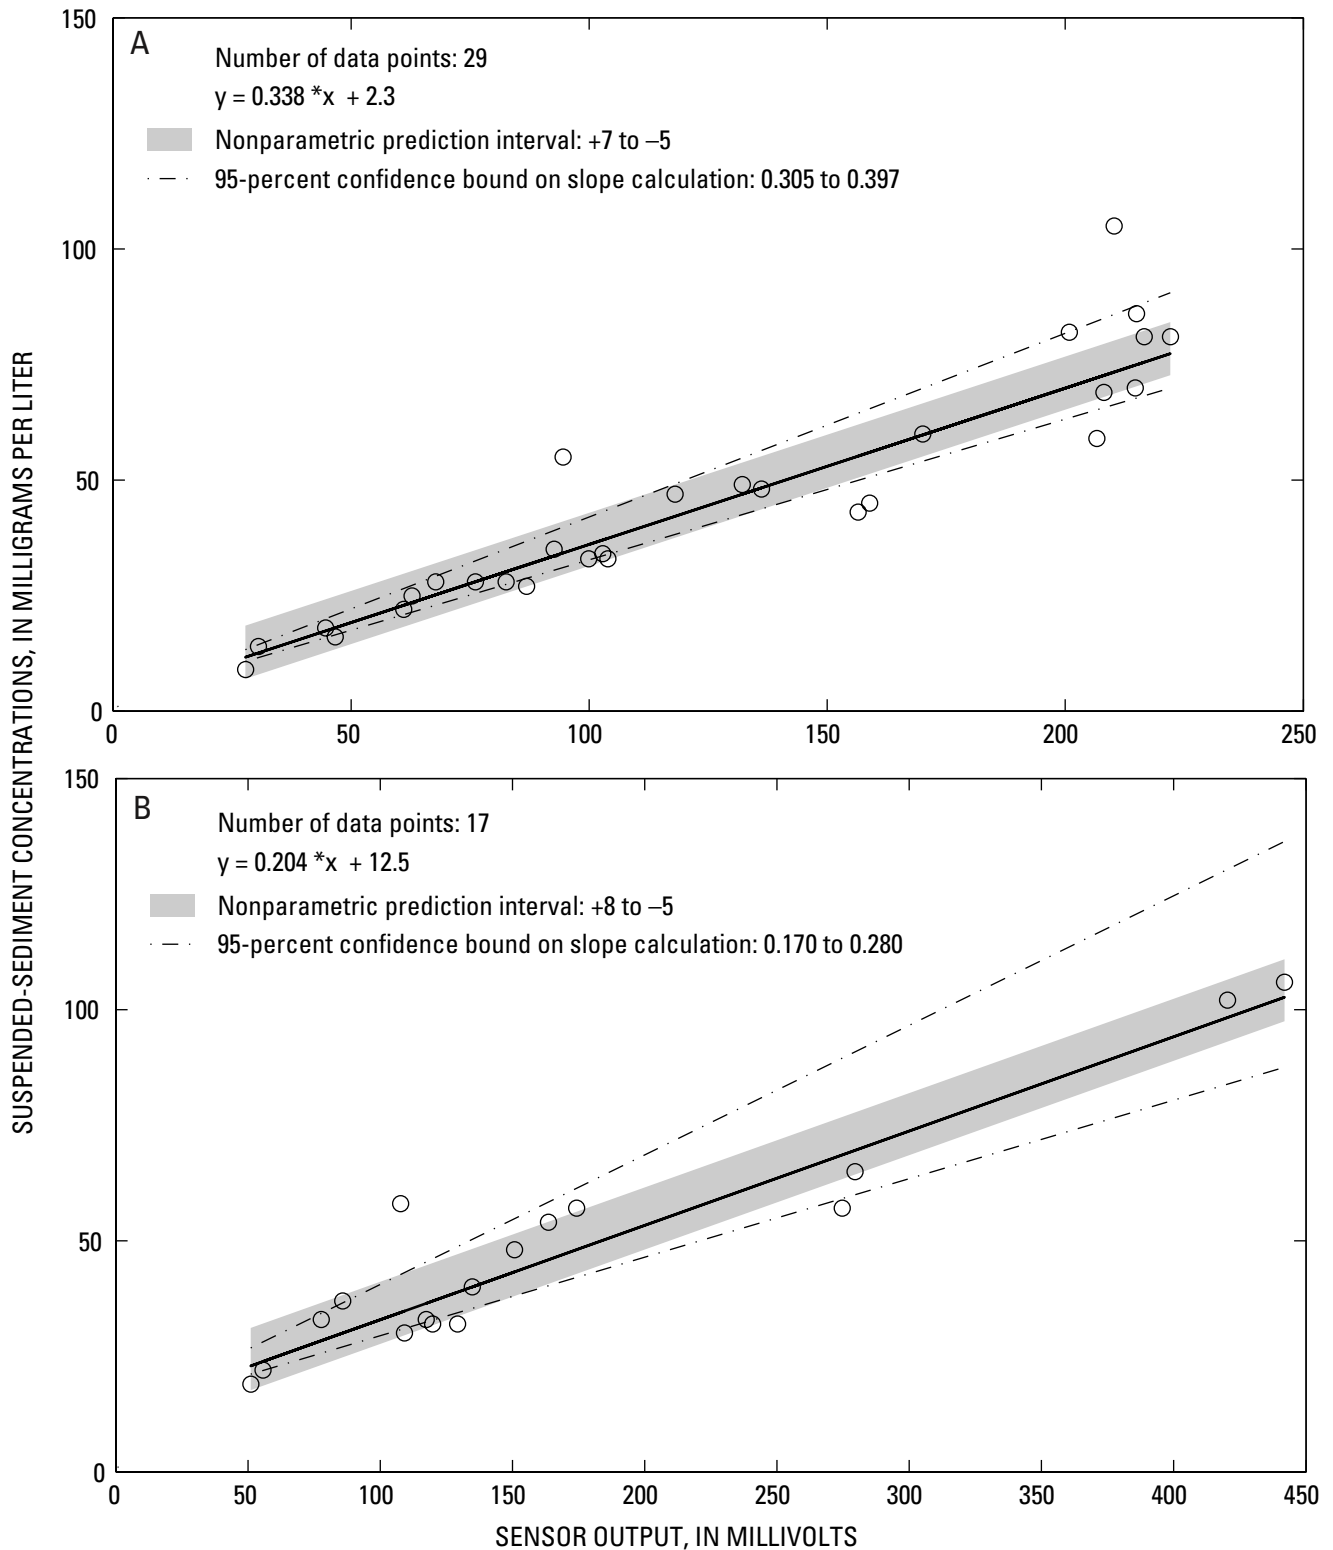 SUSPENDED-SEDIMENT CONCENTRATIONS, IN MILLIGRAMS PER LITER
A
Number of data points: 29
y = 0.338 *x + 2.3
Nonparametric prediction interval: +7 to –5
95-percent confidence bound on slope calculation: 0.305 to 0.397
150
100
50
0
0 50 100 150 200 250
B
Number of data points: 17
y = 0.204 *x + 12.5
Nonparametric prediction interval: +8 to –5
95-percent confidence bound on slope calculation: 0.170 to 0.280
150
100
50
0
0 50 100 150 200 250 300 350 400 450
SENSOR OUTPUT, IN MILLIVOLTS